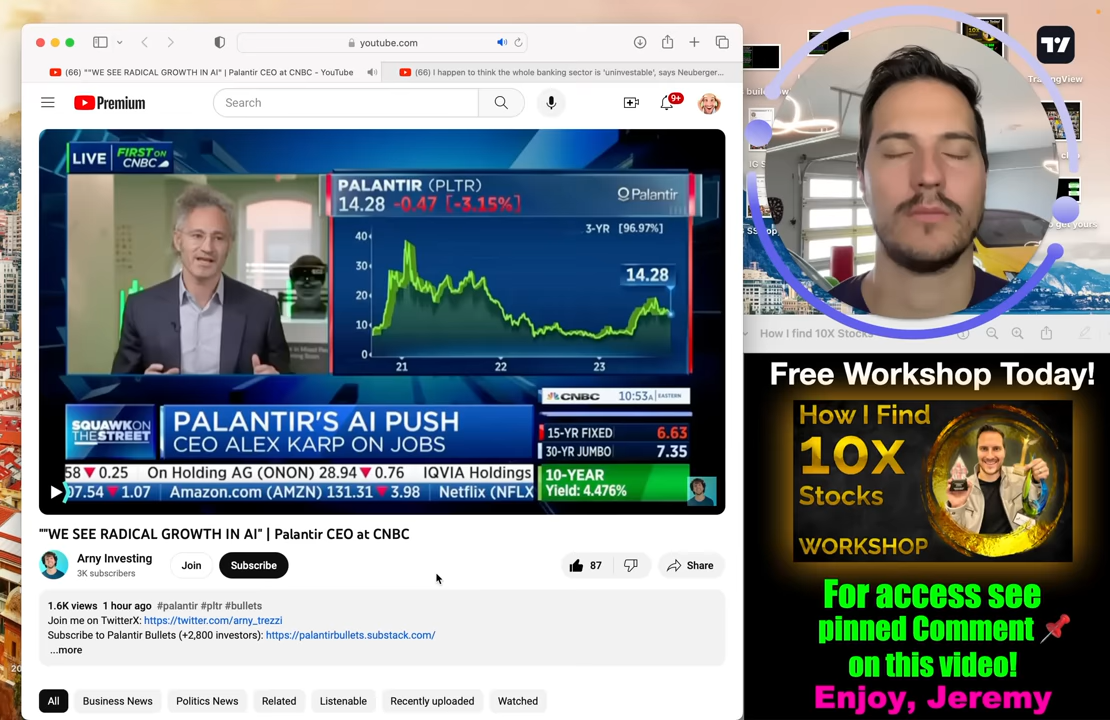 youtube.com
(66) ""WE SEE RADICAL GROWTH IN AI" | Palantir CEO at CNBC - YouTube
(66) I happen to think the whole banking sector is 'uninvestable', says Neuberger...
Premium
Search
9+
LIVE
FIRST ON
CNBC
PALANTIR (PLTR)
14.28 -0.47 [-3.15%]
Palantir
3-YR [96.97%]
40
30
20
10
0
14.28
21
22
23
CNBC 10:53A EASTERN
SQUAWK ON
THE STREET
PALANTIR'S AI PUSH
CEO ALEX KARP ON JOBS
15-YR FIXED 6.63
30-YR JUMBO 7.35
58 ▼ 0.25 On Holding AG (ONON) 28.94 ▼ 0.76 IQVIA Holdings
07.54 ▼ 1.07 Amazon.com (AMZN) 131.31 ▼ 3.98 Netflix (NFLX
10-YEAR
Yield: 4.476%
""WE SEE RADICAL GROWTH IN AI" | Palantir CEO at CNBC
Arny Investing
3K subscribers
Join
Subscribe
87
Share
1.6K views 1 hour ago #palantir #pltr #bullets
Join me on TwitterX: https://twitter.com/arny_trezzi
Subscribe to Palantir Bullets (+2,800 investors): https://palantirbullets.substack.com/
...more
All
Business News
Politics News
Related
Listenable
Recently uploaded
Watched
TradingView
How I find 10X Stocks
Free Workshop Today!
How I Find
10X
Stocks
WORKSHOP
For access see
pinned Comment 📌
on this video!
Enjoy, Jeremy